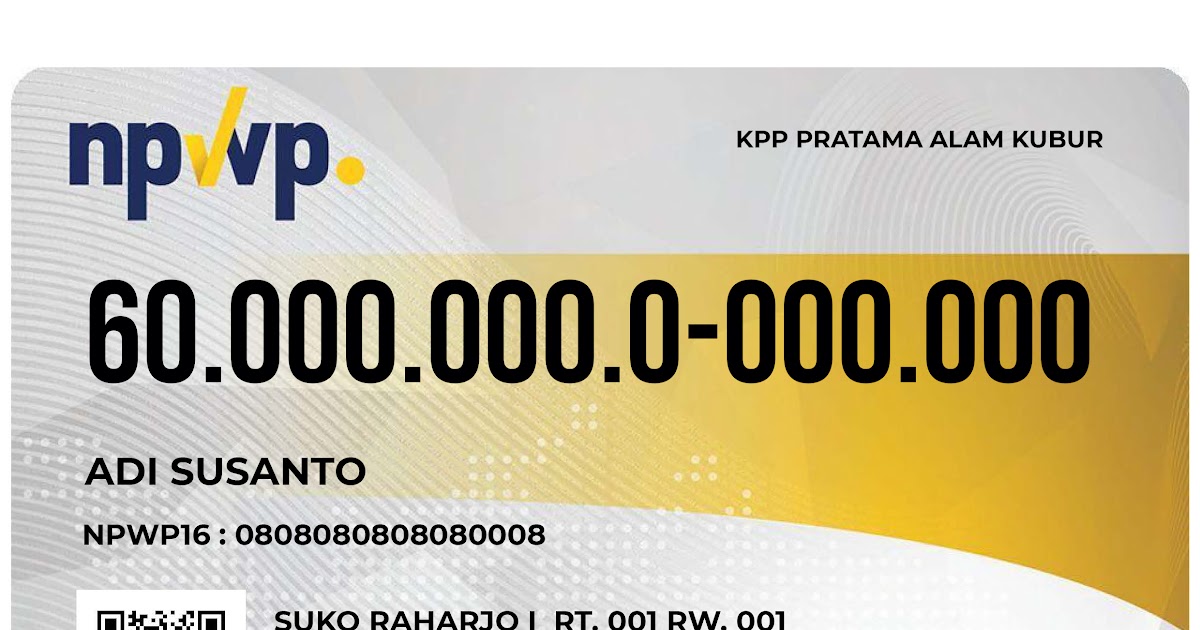 npwp.
KPP PRATAMA ALAM KUBUR
60.000.000.0-000.000
ADI SUSANTO
NPWP16 : 0808080808080008
SUKO RAHARJO I RT. 001 RW. 001